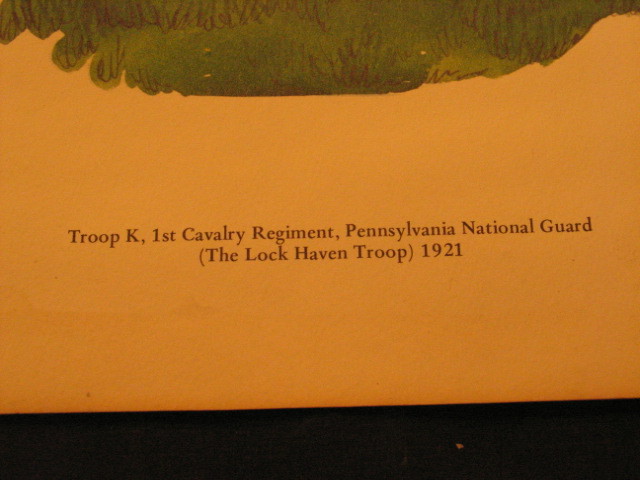 Troop K, 1st Cavalry Regiment, Pennsylvania National Guard
(The Lock Haven Troop) 1921